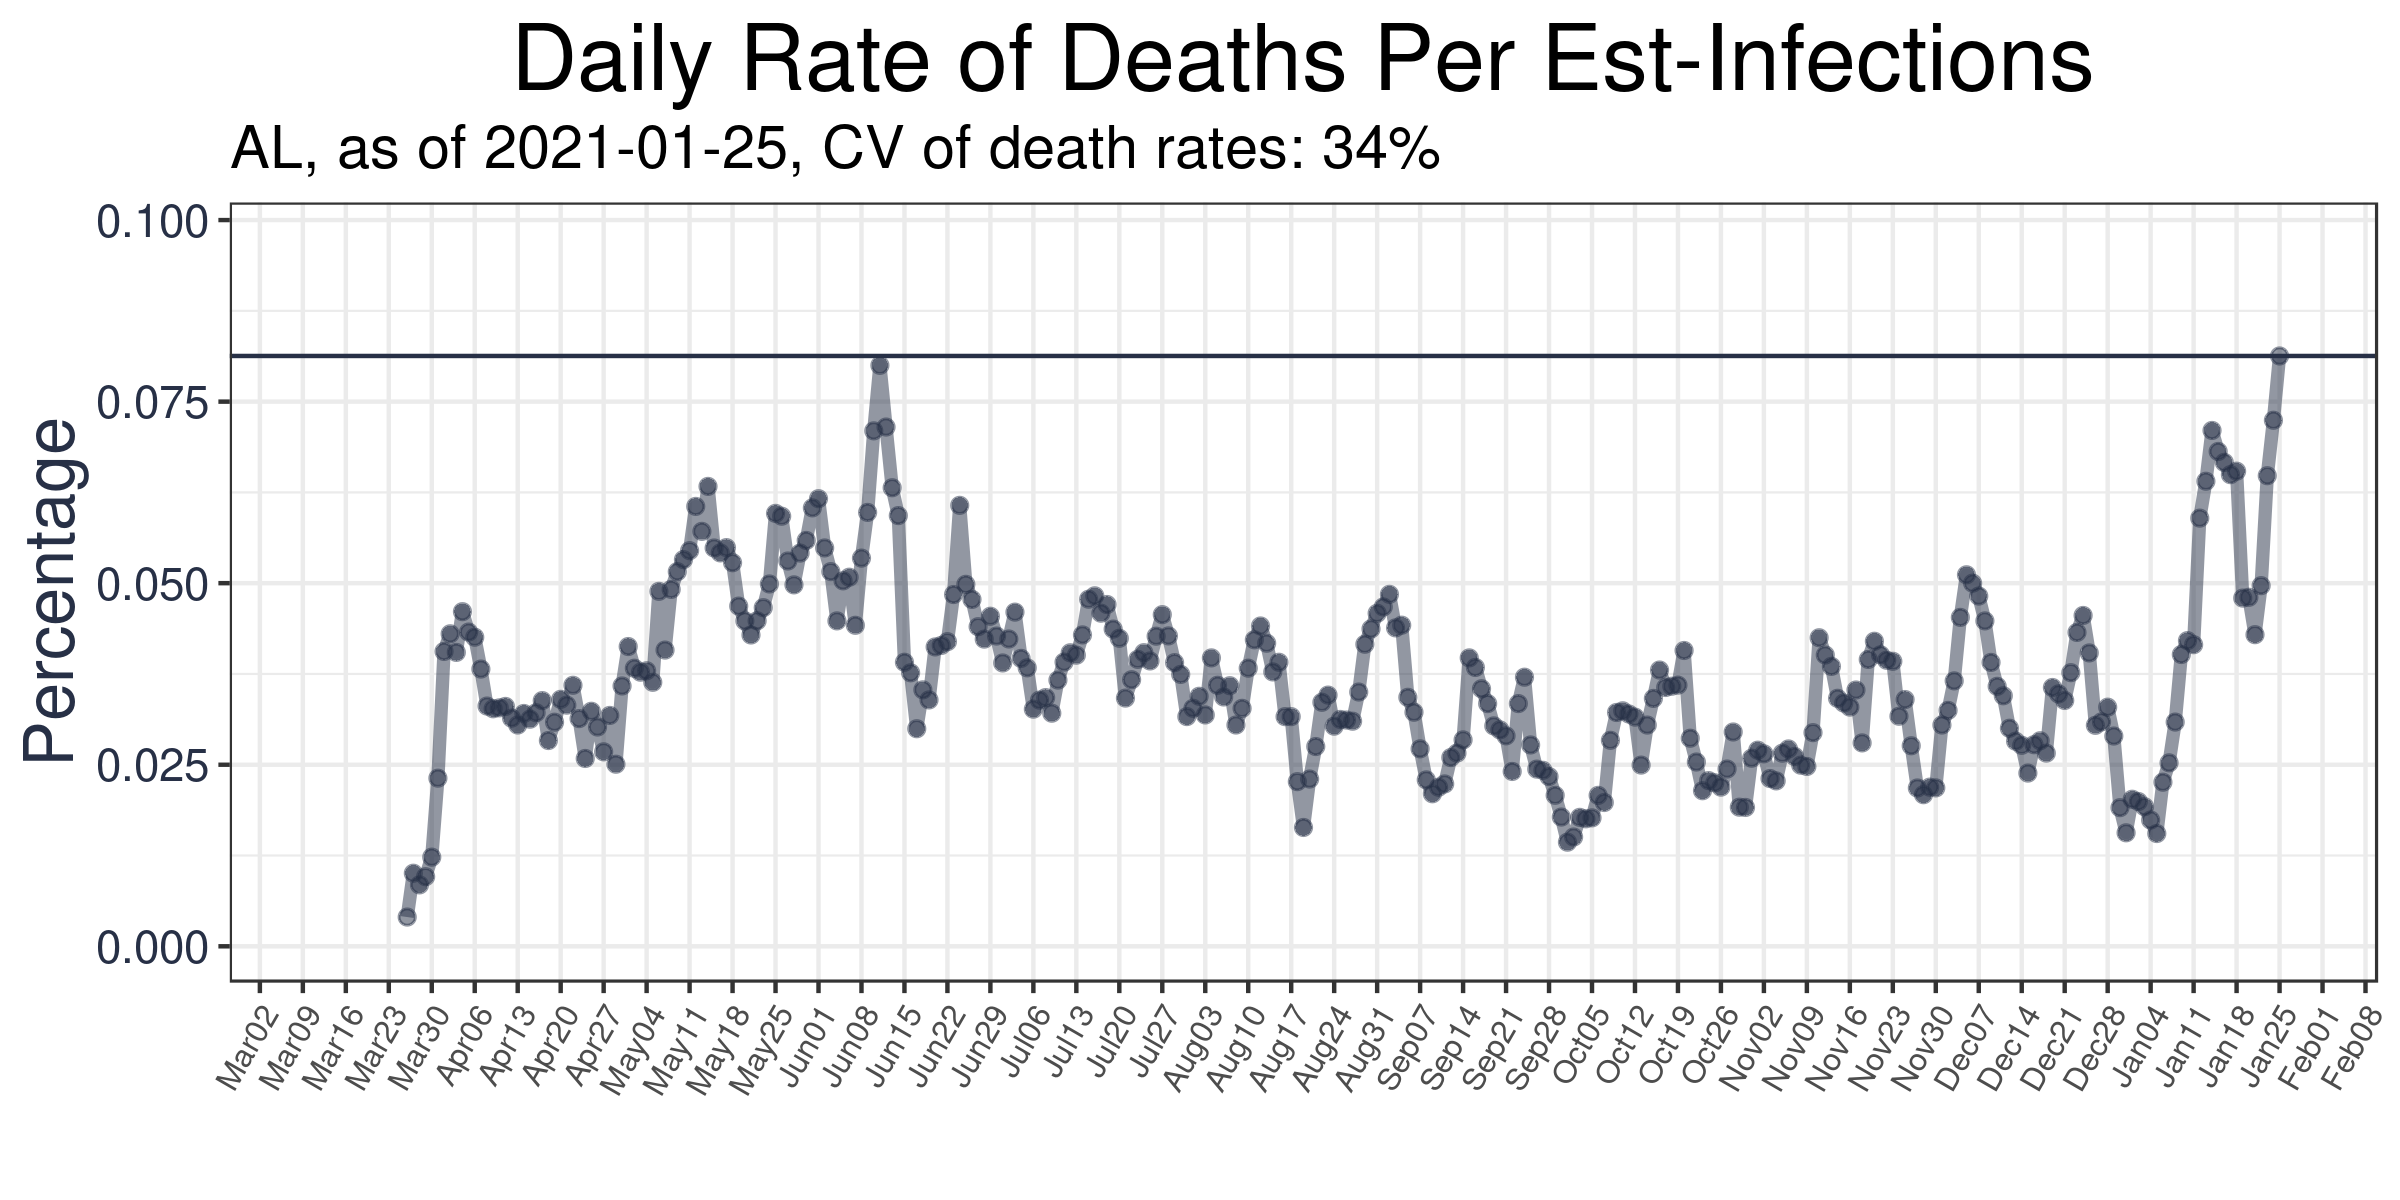 Daily Rate of Deaths Per Est-Infections
AL, as of 2021-01-25, CV of death rates: 34%
Percentage
0.100
0.075
0.050
0.025
0.000
Mar02
Mar09
Mar16
Mar23
Mar30
Apr06
Apr13
Apr20
Apr27
May04
May11
May18
May25
Jun01
Jun08
Jun15
Jun22
Jun29
Jul06
Jul13
Jul20
Jul27
Aug03
Aug10
Aug17
Aug24
Aug31
Sep07
Sep14
Sep21
Sep28
Oct05
Oct12
Oct19
Oct26
Nov02
Nov09
Nov16
Nov23
Nov30
Dec07
Dec14
Dec21
Dec28
Jan04
Jan11
Jan18
Jan25
Feb01
Feb08